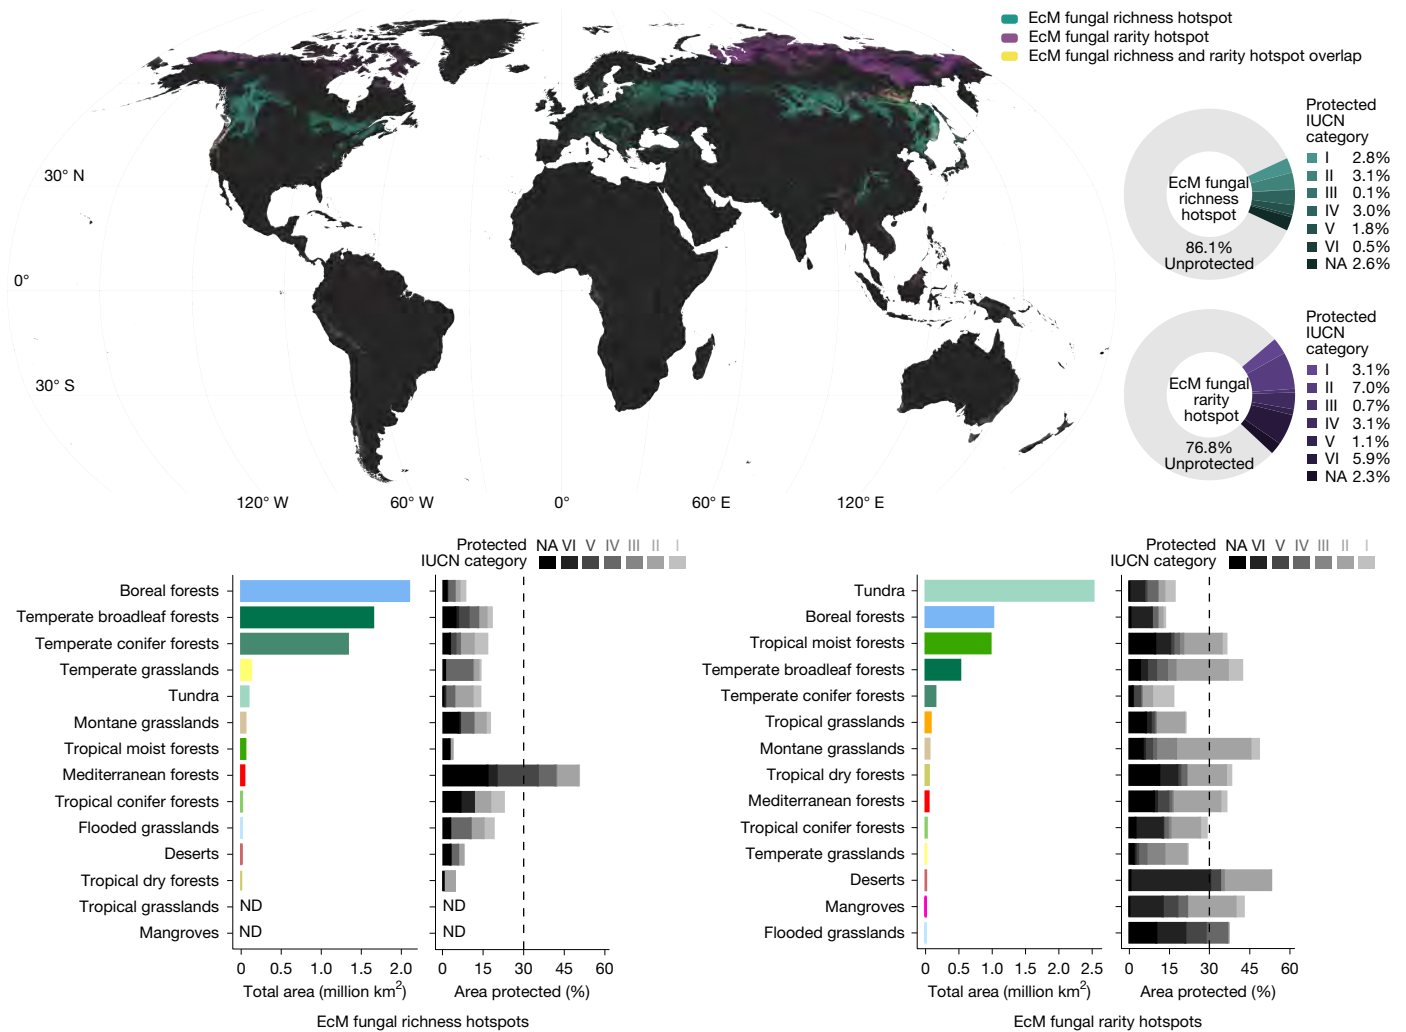 EcM fungal richness hotspot
EcM fungal rarity hotspot
EcM fungal richness and rarity hotspot overlap
30° N
0°
30° S
120° W
60° W
0°
60° E
120° E
EcM fungal
richness
hotspot
86.1%
Unprotected
Protected
IUCN
category
I 2.8%
II 3.1%
III 0.1%
IV 3.0%
V 1.8%
VI 0.5%
NA 2.6%
EcM fungal
rarity
hotspot
76.8%
Unprotected
Protected
IUCN
category
I 3.1%
II 7.0%
III 0.7%
IV 3.1%
V 1.1%
VI 5.9%
NA 2.3%
Protected
IUCN category
NA VI V IV III II I
Boreal forests
Temperate broadleaf forests
Temperate conifer forests
Temperate grasslands
Tundra
Montane grasslands
Tropical moist forests
Mediterranean forests
Tropical conifer forests
Flooded grasslands
Deserts
Tropical dry forests
Tropical grasslands ND ND
Mangroves ND ND
0 0.5 1.0 1.5 2.0
Total area (million km²)
0 15 30 45 60
Area protected (%)
EcM fungal richness hotspots
Protected
IUCN category
NA VI V IV III II I
Tundra
Boreal forests
Tropical moist forests
Temperate broadleaf forests
Temperate conifer forests
Tropical grasslands
Montane grasslands
Tropical dry forests
Mediterranean forests
Tropical conifer forests
Temperate grasslands
Deserts
Mangroves
Flooded grasslands
0 0.5 1.0 1.5 2.0 2.5
Total area (million km²)
0 15 30 45 60
Area protected (%)
EcM fungal rarity hotspots